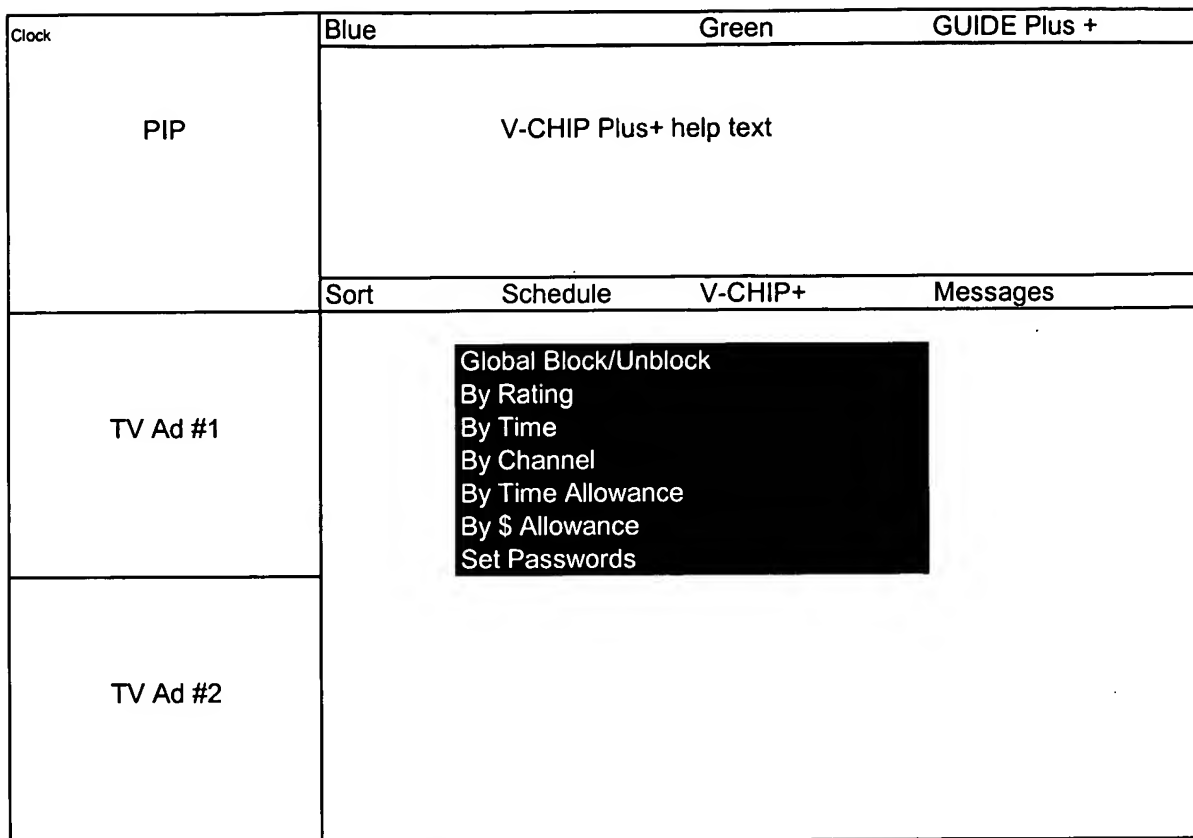 Clock
Blue Green GUIDE Plus +
PIP
V-CHIP Plus+ help text
Sort Schedule V-CHIP+ Messages
Global Block/Unblock
By Rating
By Time
By Channel
By Time Allowance
By $ Allowance
Set Passwords
TV Ad #1
TV Ad #2